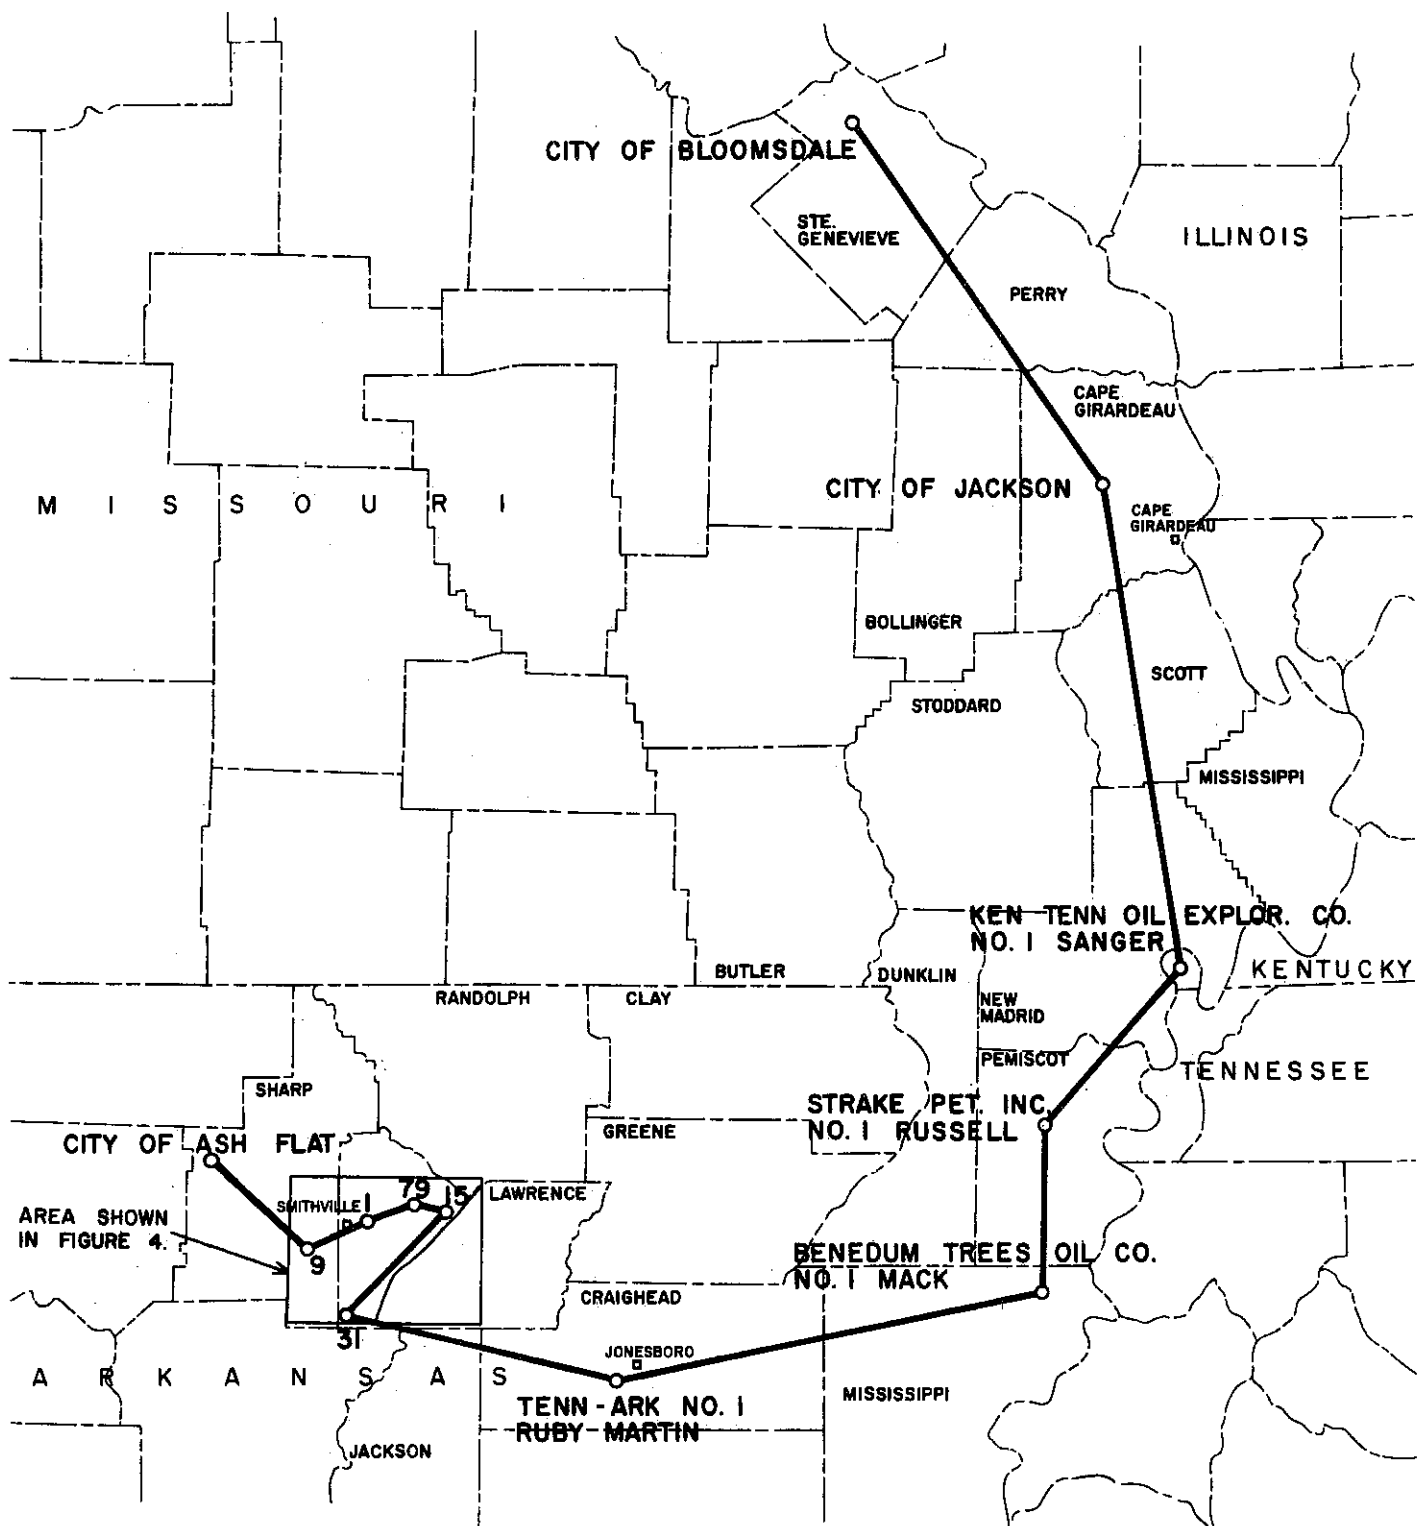 CITY OF BLOOMSDALE
STE.
GENEVIEVE
ILLINOIS
PERRY
CAPE
GIRARDEAU
CITY OF JACKSON
MISSOURI
CAPE
GIRARDEAU
BOLLINGER
SCOTT
STODDARD
MISSISSIPPI
KEN TENN OIL EXPLOR. CO.
NO. 1 SANGER
KENTUCKY
BUTLER
DUNKLIN
RANDOLPH
CLAY
NEW
MADRID
PEMISCOT
TENNESSEE
SHARP
STRAKE PET. INC.
NO. 1 RUSSELL
GREENE
CITY OF ASH FLAT
79
15
LAWRENCE
SMITHVILLE
1
AREA SHOWN
IN FIGURE 4.
9
BENEDUM TREES OIL CO.
NO. 1 MACK
CRAIGHEAD
31
JONESBORO
ARKANSAS
MISSISSIPPI
TENN-ARK NO. 1
RUBY MARTIN
JACKSON